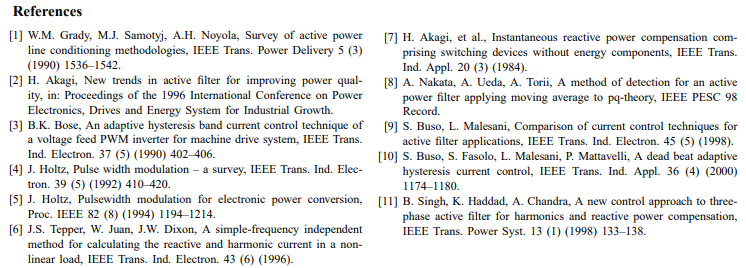 References
[1] W.M. Grady, M.J. Samotyj, A.H. Noyola, Survey of active power
line conditioning methodologies, IEEE Trans. Power Delivery 5 (3)
(1990) 1536–1542.
[2] H. Akagi, New trends in active filter for improving power qual-
ity, in: Proceedings of the 1996 International Conference on Power
Electronics, Drives and Energy System for Industrial Growth.
[3] B.K. Bose, An adaptive hysteresis band current control technique of
a voltage feed PWM inverter for machine drive system, IEEE Trans.
Ind. Electron. 37 (5) (1990) 402–406.
[4] J. Holtz, Pulse width modulation – a survey, IEEE Trans. Ind. Elec-
tron. 39 (5) (1992) 410–420.
[5] J. Holtz, Pulsewidth modulation for electronic power conversion,
Proc. IEEE 82 (8) (1994) 1194–1214.
[6] J.S. Tepper, W. Juan, J.W. Dixon, A simple-frequency independent
method for calculating the reactive and harmonic current in a non-
linear load, IEEE Trans. Ind. Electron. 43 (6) (1996).
[7] H. Akagi, et al., Instantaneous reactive power compensation com-
prising switching devices without energy components, IEEE Trans.
Ind. Appl. 20 (3) (1984).
[8] A. Nakata, A. Ueda, A. Torii, A method of detection for an active
power filter applying moving average to pq-theory, IEEE PESC 98
Record.
[9] S. Buso, L. Malesani, Comparison of current control techniques for
active filter applications, IEEE Trans. Ind. Electron. 45 (5) (1998).
[10] S. Buso, S. Fasolo, L. Malesani, P. Mattavelli, A dead beat adaptive
hysteresis current control, IEEE Trans. Ind. Appl. 36 (4) (2000)
1174–1180.
[11] B. Singh, K. Haddad, A. Chandra, A new control approach to three-
phase active filter for harmonics and reactive power compensation,
IEEE Trans. Power Syst. 13 (1) (1998) 133–138.